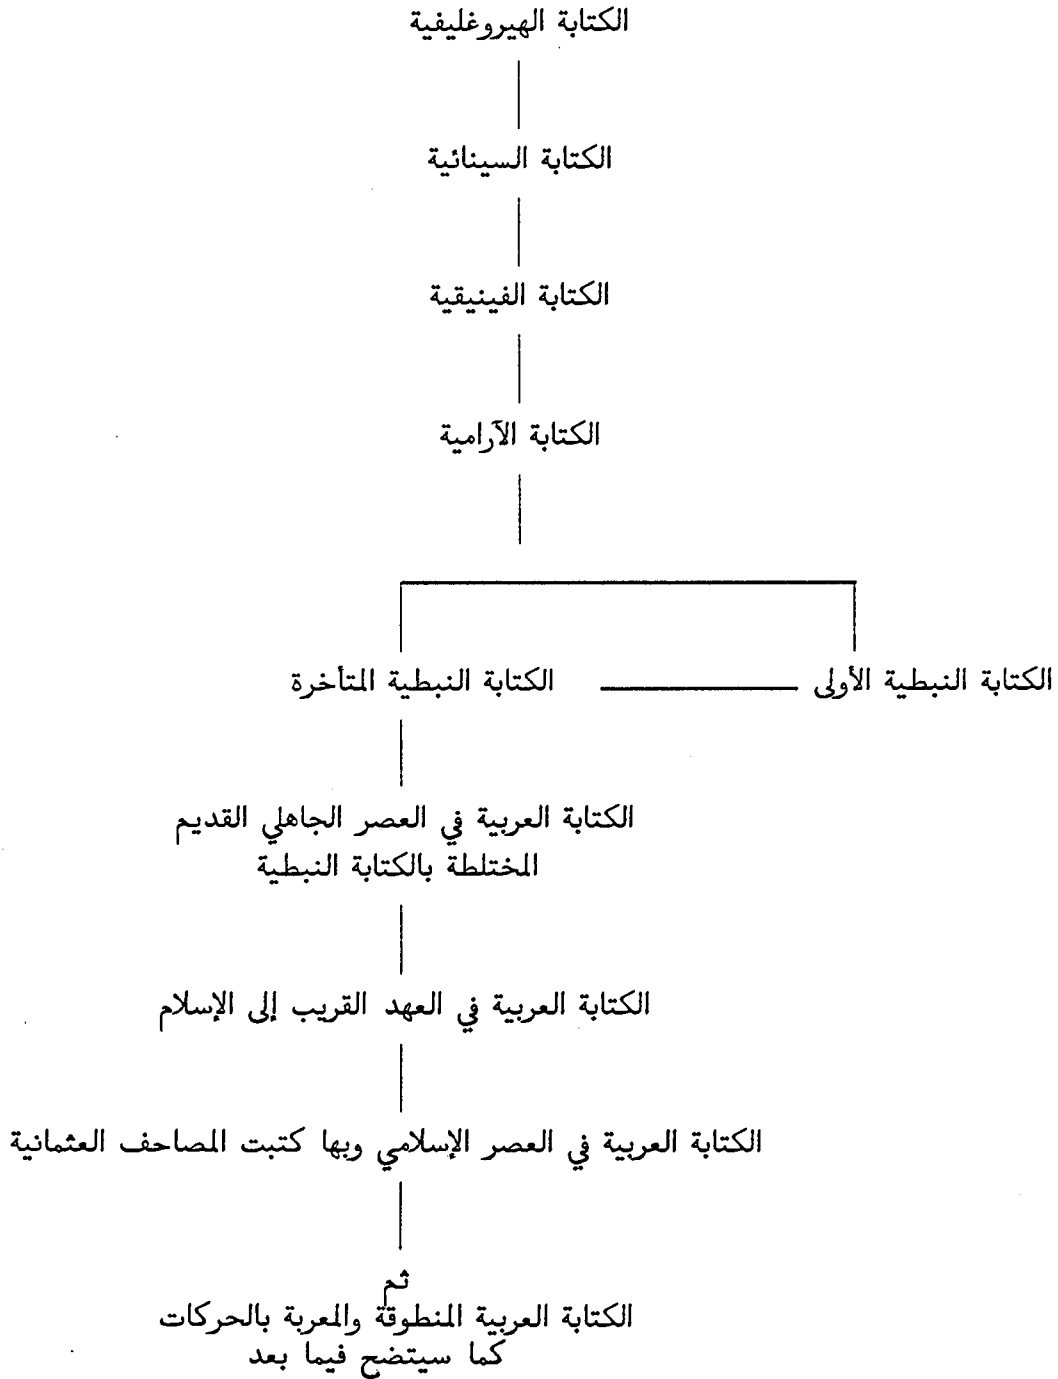 الكتابة الهيروغليفية
الكتابة السينائية
الكتابة الفينيقية
الكتابة الآرامية
الكتابة النبطية الأولى
الكتابة النبطية المتأخرة
الكتابة العربية في العصر الجاهلي القديم
المختلطة بالكتابة النبطية
الكتابة العربية في العهد القريب إلى الإسلام
الكتابة العربية في العصر الإسلامي وبها كتبت المصاحف العثمانية
ثم
الكتابة العربية المنطوقة والمعربة بالحركات
كما سيتضح فيما بعد